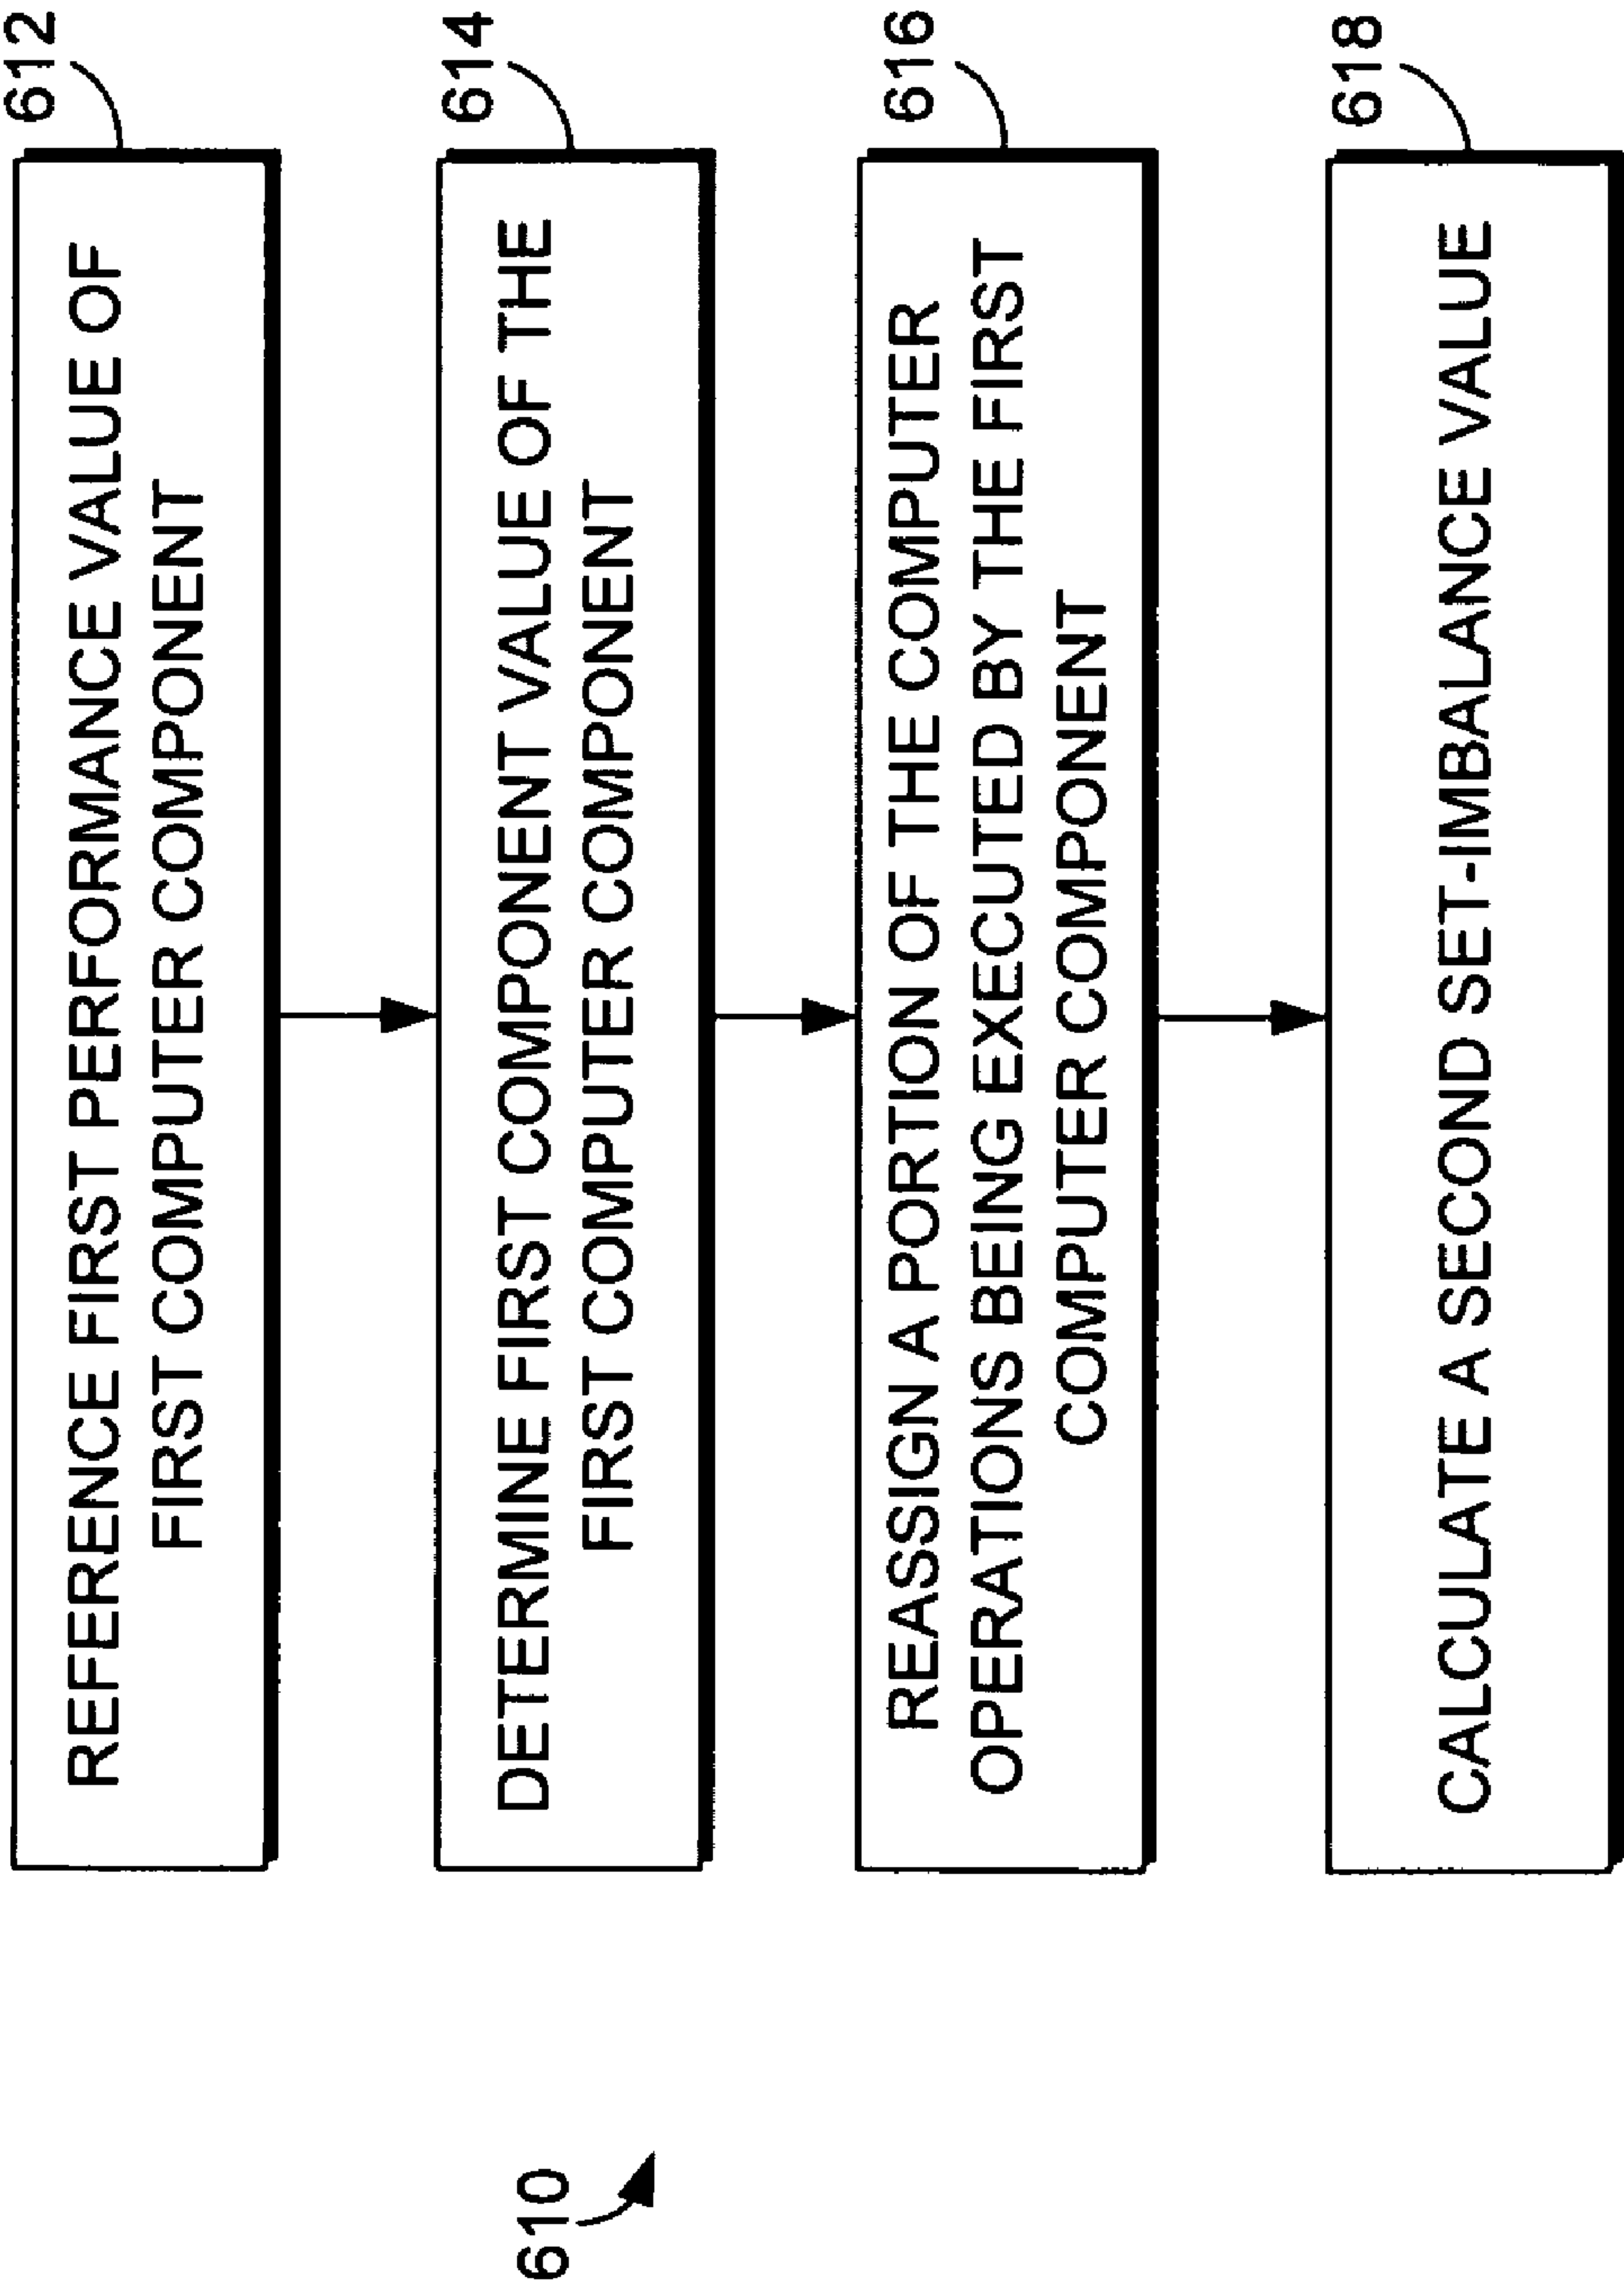 612
REFERENCE FIRST PERFORMANCE VALUE OF
FIRST COMPUTER COMPONENT
614
DETERMINE FIRST COMPONENT VALUE OF THE
FIRST COMPUTER COMPONENT
616
REASSIGN A PORTION OF THE COMPUTER
OPERATIONS BEING EXECUTED BY THE FIRST
COMPUTER COMPONENT
618
CALCULATE A SECOND SET-IMBALANCE VALUE
610